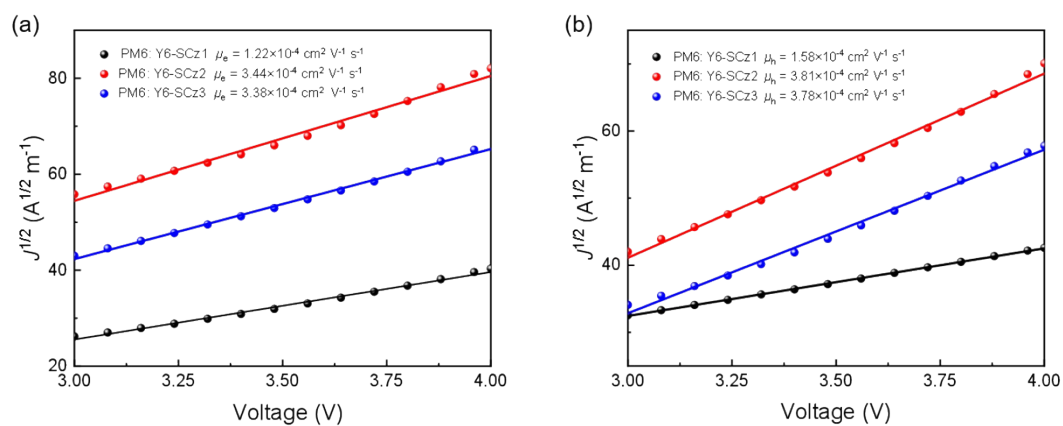 (a)
PM6: Y6-SCz1 μe = 1.22×10-4 cm2 V-1 s-1
PM6: Y6-SCz2 μe = 3.44×10-4 cm2 V-1 s-1
PM6: Y6-SCz3 μe = 3.38×10-4 cm2 V-1 s-1
80
60
40
20
J1/2 (A1/2 m-1)
3.00 3.25 3.50 3.75 4.00
Voltage (V)
(b)
PM6: Y6-SCz1 μh = 1.58×10-4 cm2 V-1 s-1
PM6: Y6-SCz2 μh = 3.81×10-4 cm2 V-1 s-1
PM6: Y6-SCz3 μh = 3.78×10-4 cm2 V-1 s-1
60
40
J1/2 (A1/2 m-1)
3.00 3.25 3.50 3.75 4.00
Voltage (V)